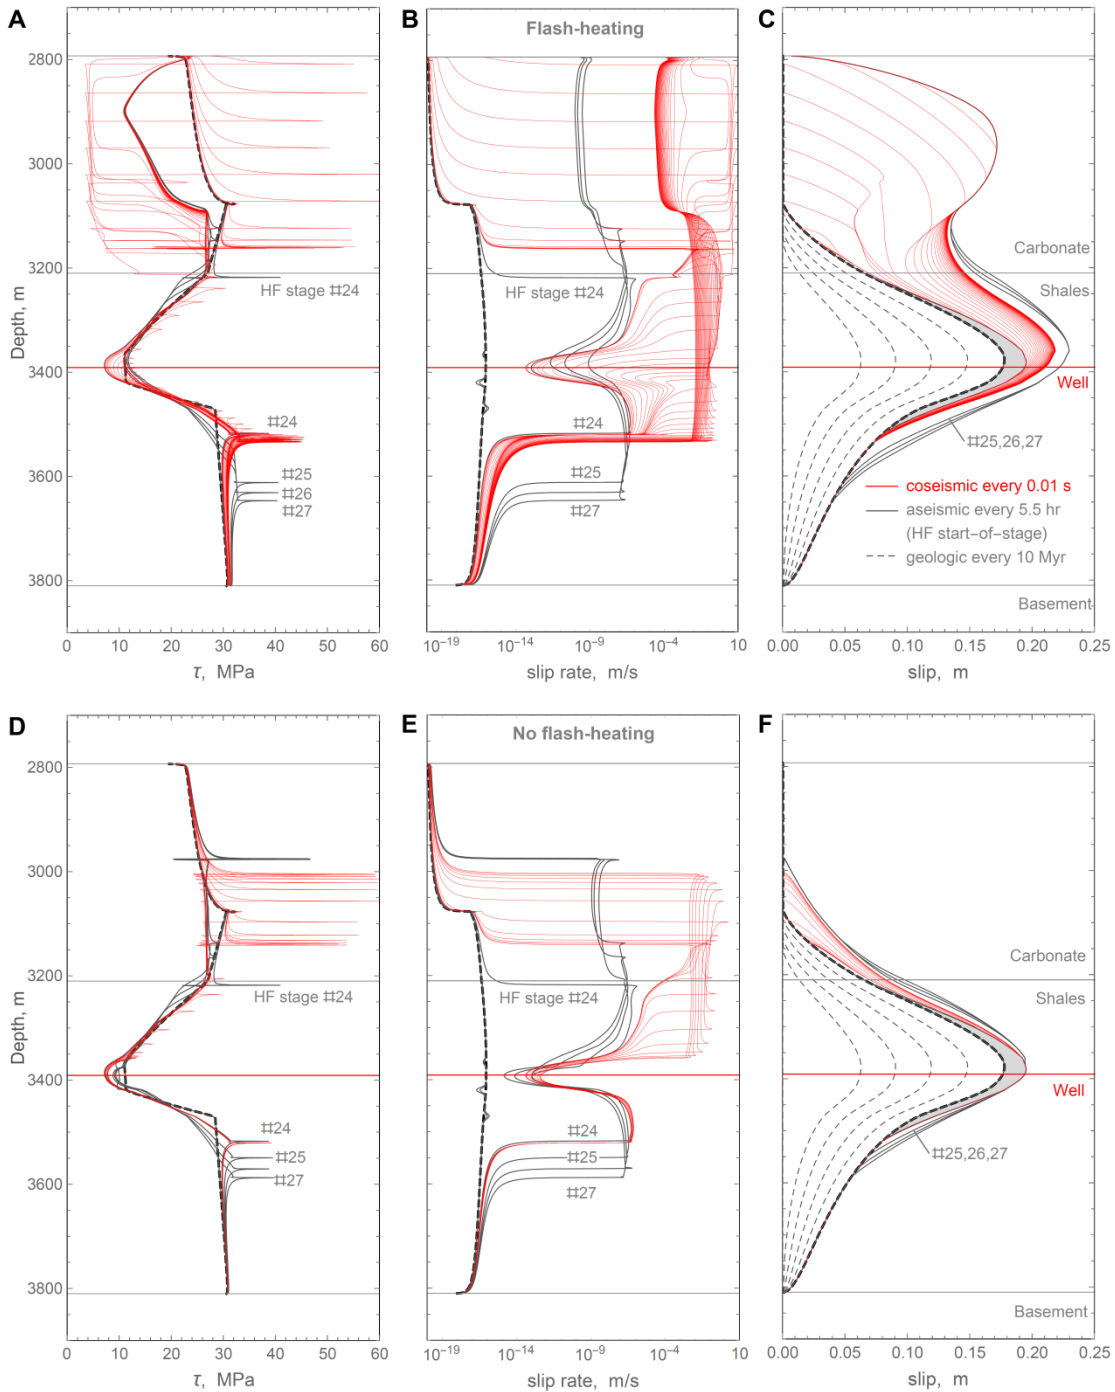 A
B
C
Flash-heating
2800
3000
3200
3400
3600
3800
Depth, m
HF stage #24
HF stage #24
Carbonate
Shales
Well
#24
#25
#26
#27
#24
#25
#27
#25,26,27
coseismic every 0.01 s
aseismic every 5.5 hr
(HF start-of-stage)
geologic every 10 Myr
Basement
0 10 20 30 40 50 60
10⁻¹⁹ 10⁻¹⁴ 10⁻⁹ 10⁻⁴ 10
0.00 0.05 0.10 0.15 0.20 0.25
τ, MPa
slip rate, m/s
slip, m
D
E
F
No flash-heating
2800
3000
3200
3400
3600
3800
Depth, m
HF stage #24
HF stage #24
Carbonate
Shales
Well
#24
#25
#27
#24
#25
#27
#25,26,27
Basement
0 10 20 30 40 50 60
10⁻¹⁹ 10⁻¹⁴ 10⁻⁹ 10⁻⁴ 10
0.00 0.05 0.10 0.15 0.20 0.25
τ, MPa
slip rate, m/s
slip, m